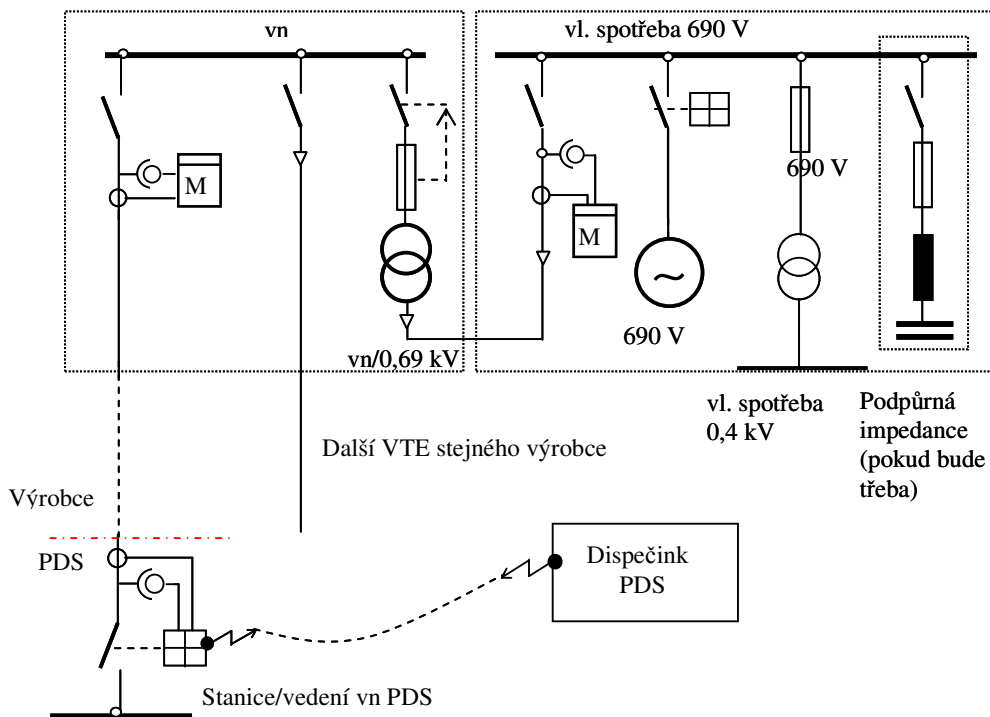 vn
vl. spotřeba 690 V
M
690 V
M
690 V
vn/0,69 kV
vl. spotřeba
0,4 kV
Podpůrná
impedance
(pokud bude
třeba)
Další VTE stejného výrobce
Výrobce
PDS
Dispečink
PDS
Stanice/vedení vn PDS